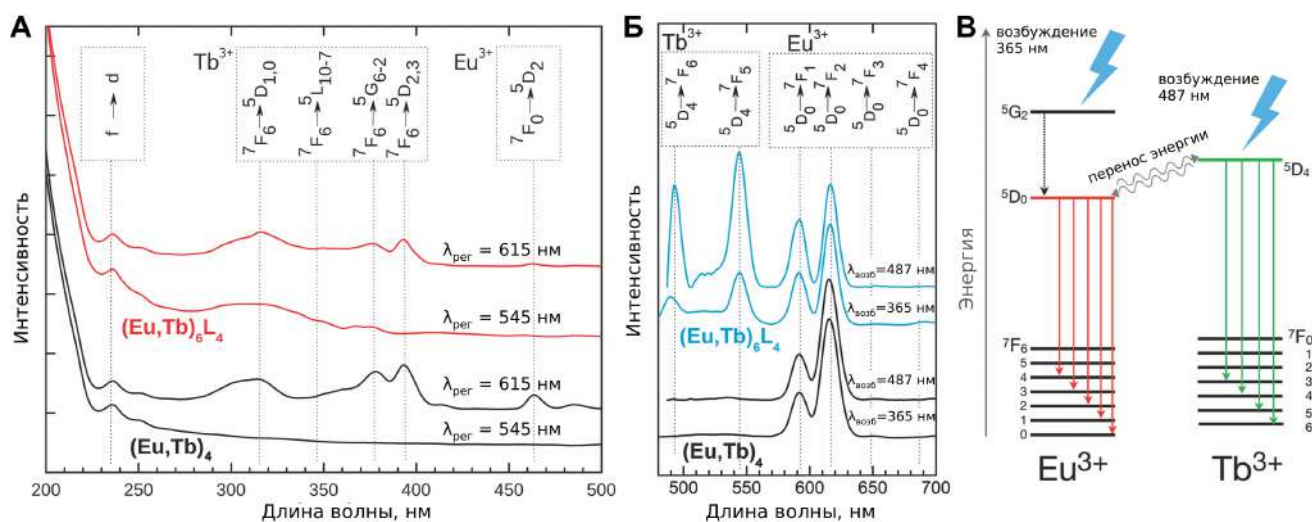 А
f → d
Tb³⁺
⁷F₆→⁵D₁,₀
⁷F₆→⁵L₁₀₋₇
⁷F₆→⁵G₆₋₂
⁷F₆→⁵D₂,₃
Eu³⁺
⁷F₀→⁵D₂
Интенсивность
λпер = 615 нм
λпер = 545 нм
(Eu,Tb)₆L₄
λпер = 615 нм
λпер = 545 нм
(Eu,Tb)₄
200 250 300 350 400 450 500
Длина волны, нм
Б
Tb³⁺
⁵D₄→⁷F₆
⁵D₄→⁷F₅
Eu³⁺
⁵D₀→⁷F₁
⁵D₀→⁷F₂
⁵D₀→⁷F₃
⁵D₀→⁷F₄
Интенсивность
λвозб=487 нм
λвозб=365 нм
(Eu,Tb)₆L₄
λвозб=487 нм
λвозб=365 нм
(Eu,Tb)₄
500 550 600 650 700
Длина волны, нм
В
возбуждение
365 нм
возбуждение
487 нм
⁵G₂
перенос энергии
⁵D₄
⁵D₀
Энергия
⁷F₆
5
4
3
2
1
0
⁷F₀
1
2
3
4
5
6
Eu³⁺
Tb³⁺